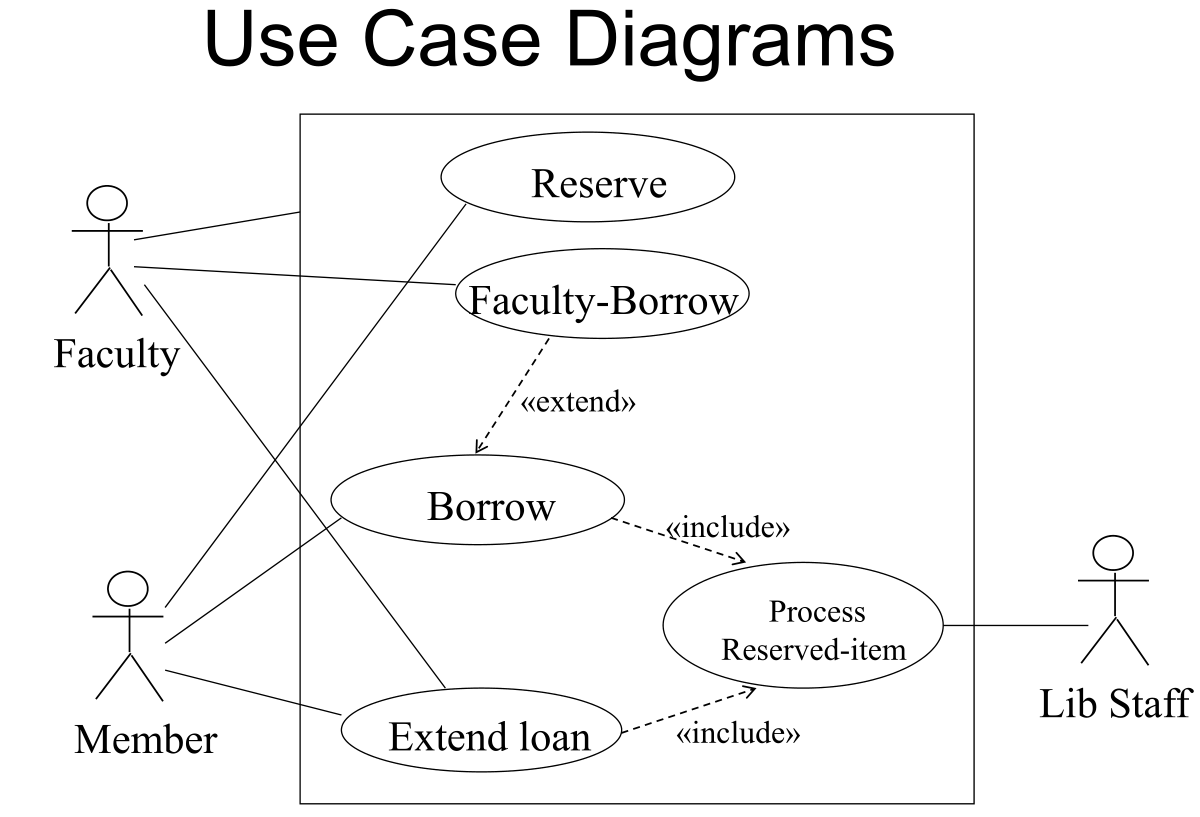 Use Case Diagrams
Reserve
Faculty-Borrow
Faculty
«extend»
Borrow
«include»
Process
Reserved-item
Lib Staff
Member
Extend loan
«include»